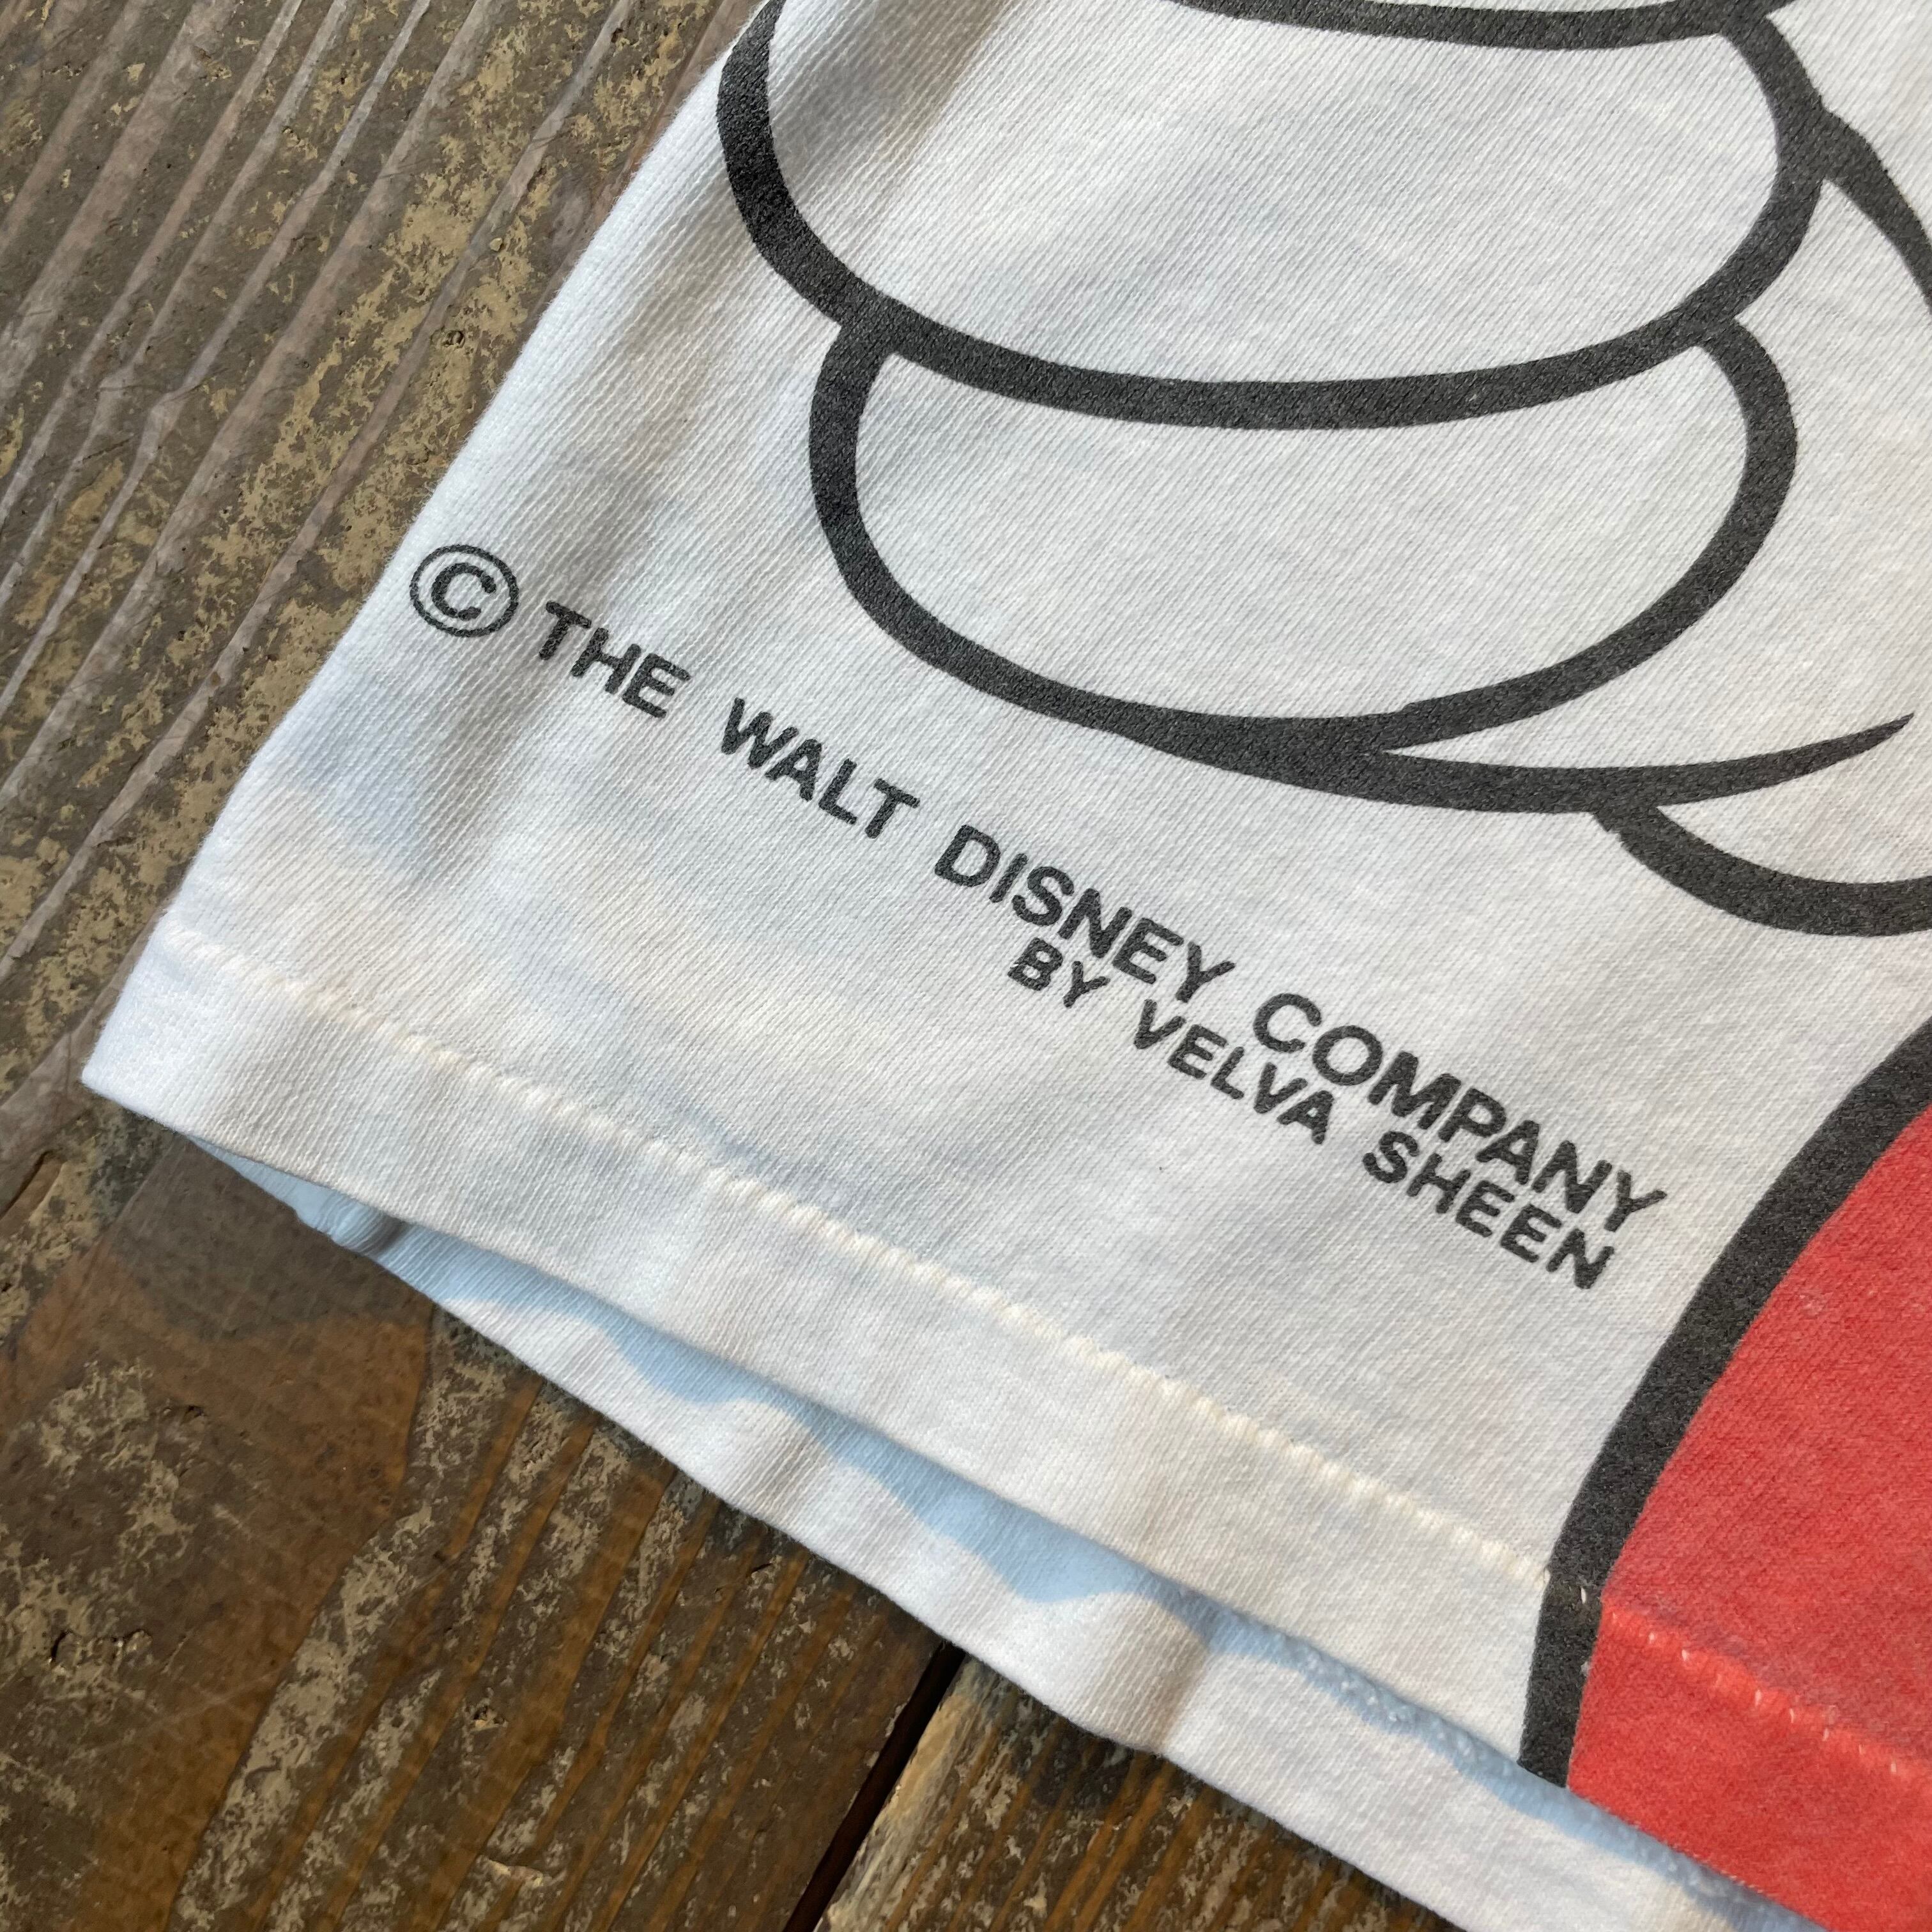 © THE WALT DISNEY COMPANY
BY VELVA SHEEN